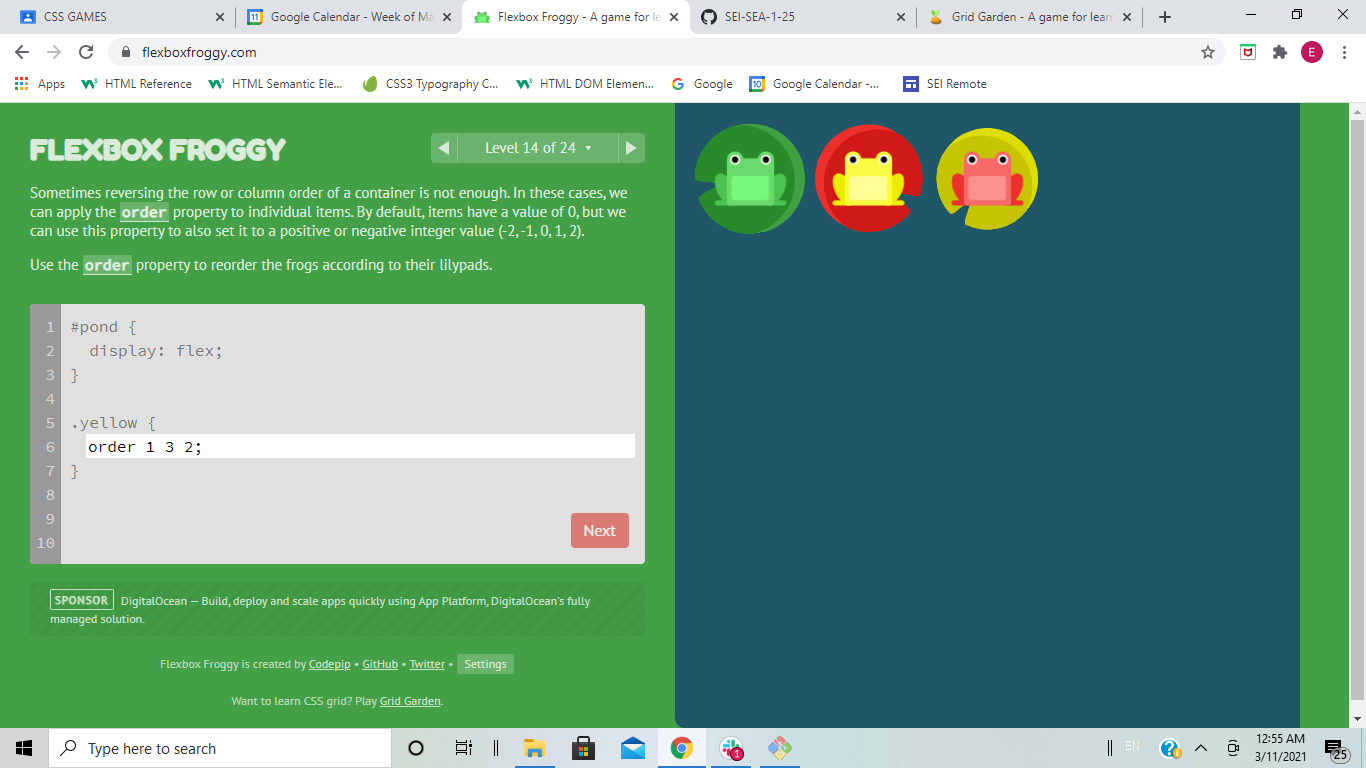 CSS GAMES
Google Calendar - Week of Ma
Flexbox Froggy - A game for le
SEI-SEA-1-25
Grid Garden - A game for learn
flexboxfroggy.com
E
Apps
HTML Reference
HTML Semantic Ele...
CSS3 Typography C...
HTML DOM Elemen...
Google
Google Calendar -...
SEI Remote
FLEXBOX FROGGY
Level 14 of 24
Sometimes reversing the row or column order of a container is not enough. In these cases, we
can apply the order property to individual items. By default, items have a value of 0, but we
can use this property to also set it to a positive or negative integer value (-2, -1, 0, 1, 2).
Use the order property to reorder the frogs according to their lilypads.
1 #pond {
2 display: flex;
3 }
4
5 .yellow {
6 order 1 3 2;
7 }
8
9
10
Next
SPONSOR DigitalOcean — Build, deploy and scale apps quickly using App Platform, DigitalOcean's fully
managed solution.
Flexbox Froggy is created by Codepip • GitHub • Twitter • Settings
Want to learn CSS grid? Play Grid Garden.
Type here to search
1
EN
12:55 AM
3/11/2021
25